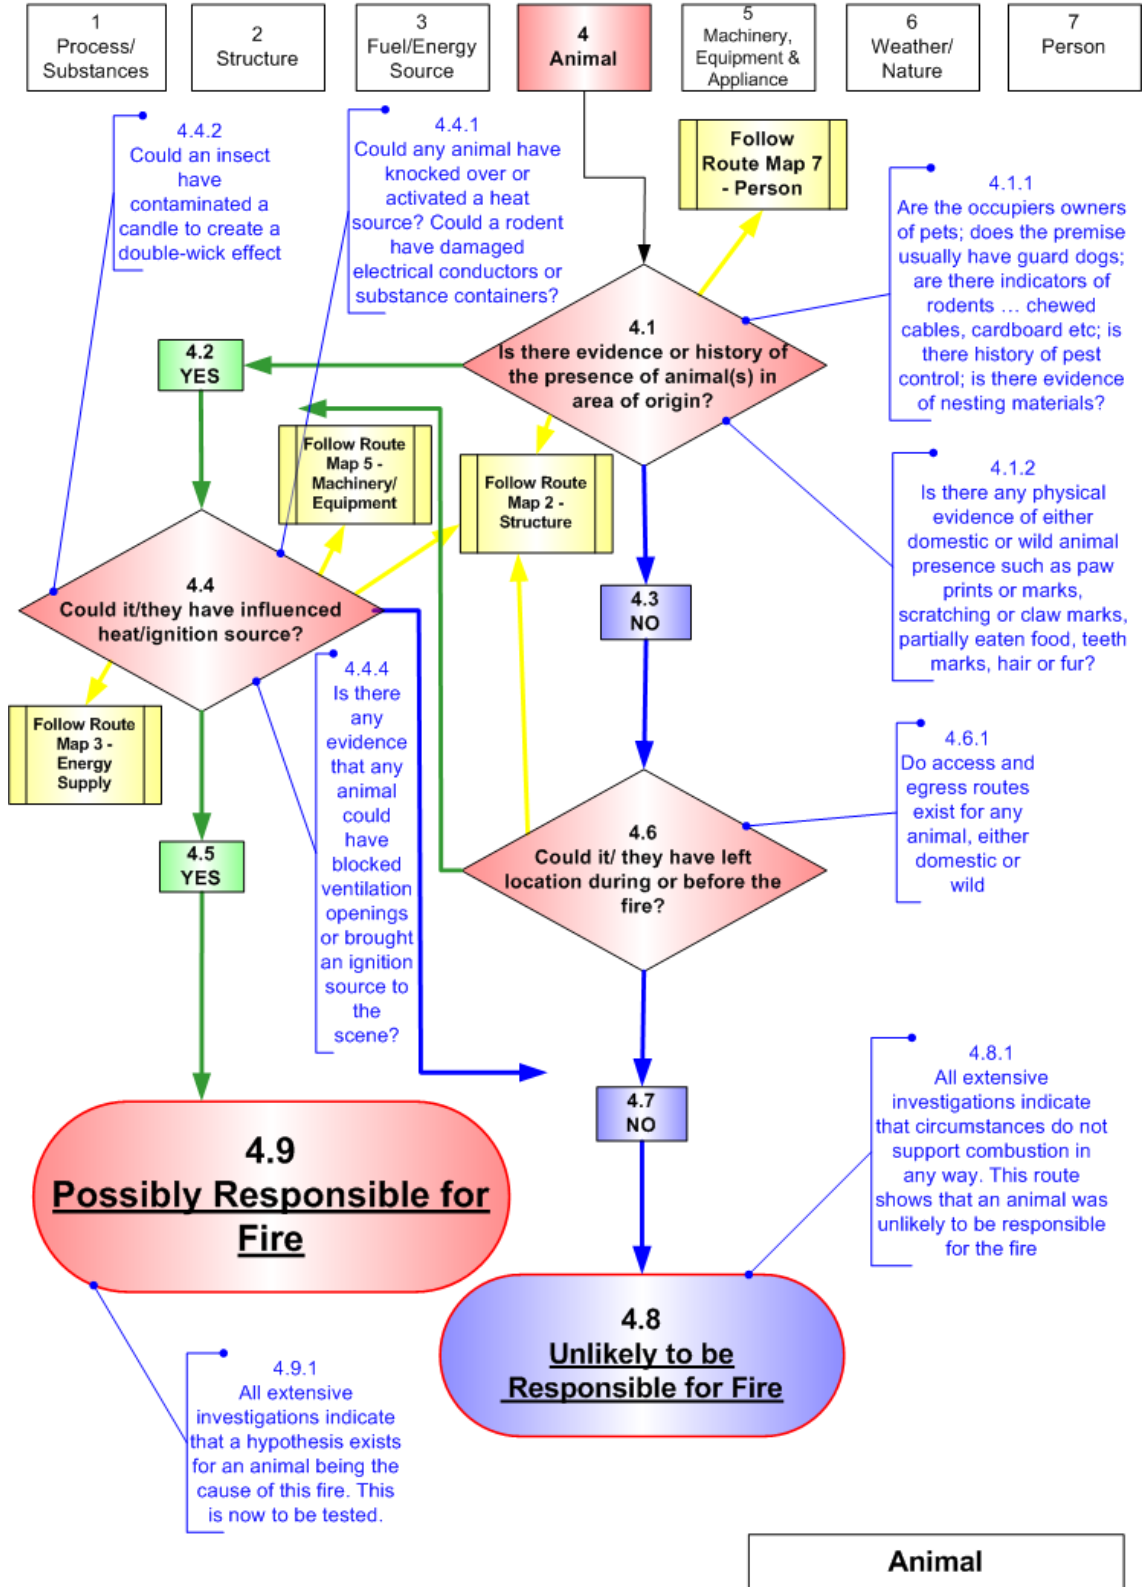 1
Process/
Substances
2
Structure
3
Fuel/Energy
Source
4
Animal
5
Machinery,
Equipment &
Appliance
6
Weather/
Nature
7
Person
4.4.2
Could an insect
have
contaminated a
candle to create a
double-wick effect
4.4.1
Could any animal have
knocked over or
activated a heat
source? Could a rodent
have damaged
electrical conductors or
substance containers?
Follow
Route Map 7
- Person
4.1.1
Are the occupiers owners
of pets; does the premise
usually have guard dogs;
are there indicators of
rodents … chewed
cables, cardboard etc; is
there history of pest
control; is there evidence
of nesting materials?
4.1
Is there evidence or history of
the presence of animal(s) in
area of origin?
4.2
YES
Follow Route
Map 5 -
Machinery/
Equipment
Follow Route
Map 2 -
Structure
4.1.2
Is there any physical
evidence of either
domestic or wild animal
presence such as paw
prints or marks,
scratching or claw marks,
partially eaten food, teeth
marks, hair or fur?
4.4
Could it/they have influenced
heat/ignition source?
4.3
NO
Follow Route
Map 3 -
Energy
Supply
4.4.4
Is there
any
evidence
that any
animal
could
have
blocked
ventilation
openings
or brought
an ignition
source to
the
scene?
4.6.1
Do access and
egress routes
exist for any
animal, either
domestic or
wild
4.5
YES
4.6
Could it/ they have left
location during or before the
fire?
4.7
NO
4.8.1
All extensive
investigations indicate
that circumstances do not
support combustion in
any way. This route
shows that an animal was
unlikely to be responsible
for the fire
4.9
Possibly Responsible for
Fire
4.8
Unlikely to be
Responsible for Fire
4.9.1
All extensive
investigations indicate
that a hypothesis exists
for an animal being the
cause of this fire. This
is now to be tested.
Animal